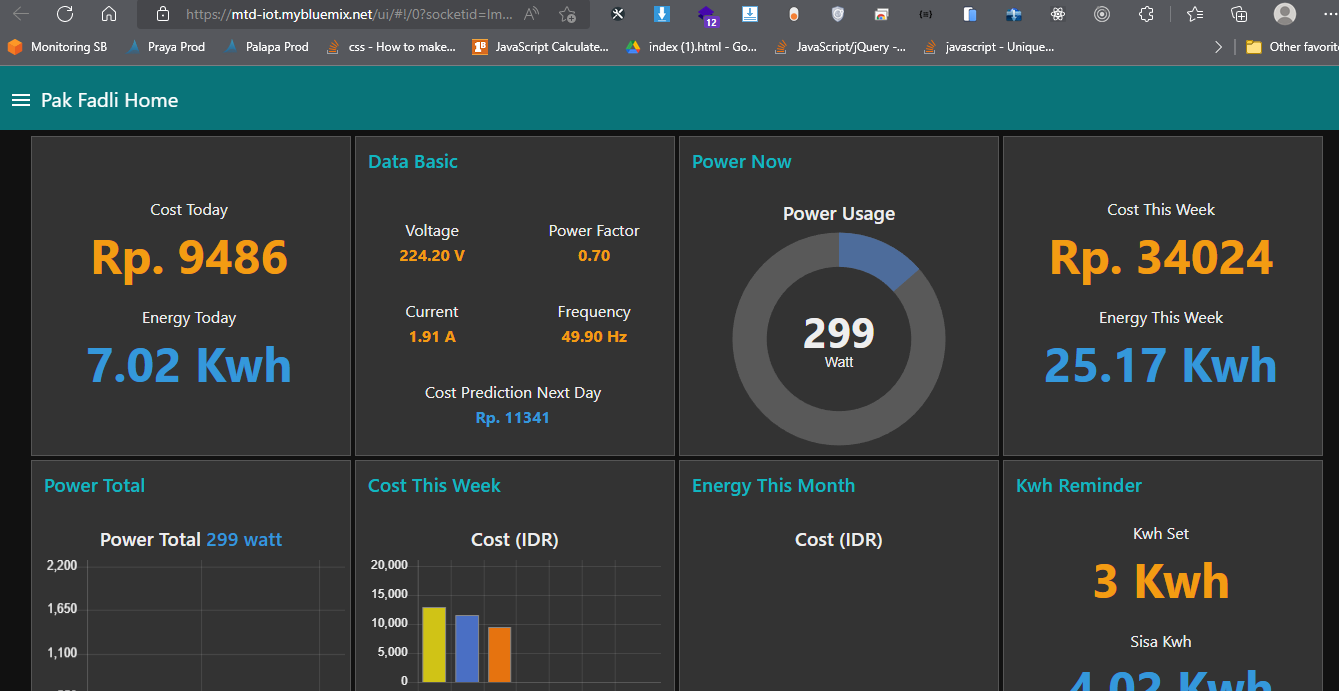 https://mtd-iot.mybluemix.net/ui/#!/0?socketid=lm...
12
Monitoring SB
Praya Prod
Palapa Prod
css - How to make...
JavaScript Calculate...
index (1).html - Go...
JavaScript/jQuery -...
javascript - Unique...
Other favorit
Pak Fadli Home
Cost Today
Rp. 9486
Energy Today
7.02 Kwh
Data Basic
Voltage
224.20 V
Power Factor
0.70
Current
1.91 A
Frequency
49.90 Hz
Cost Prediction Next Day
Rp. 11341
Power Now
Power Usage
299
Watt
Cost This Week
Rp. 34024
Energy This Week
25.17 Kwh
Power Total
Power Total 299 watt
2,200
1,650
1,100
Cost This Week
Cost (IDR)
20,000
15,000
10,000
5,000
0
Energy This Month
Cost (IDR)
Kwh Reminder
Kwh Set
3 Kwh
Sisa Kwh
4.02 Kwh